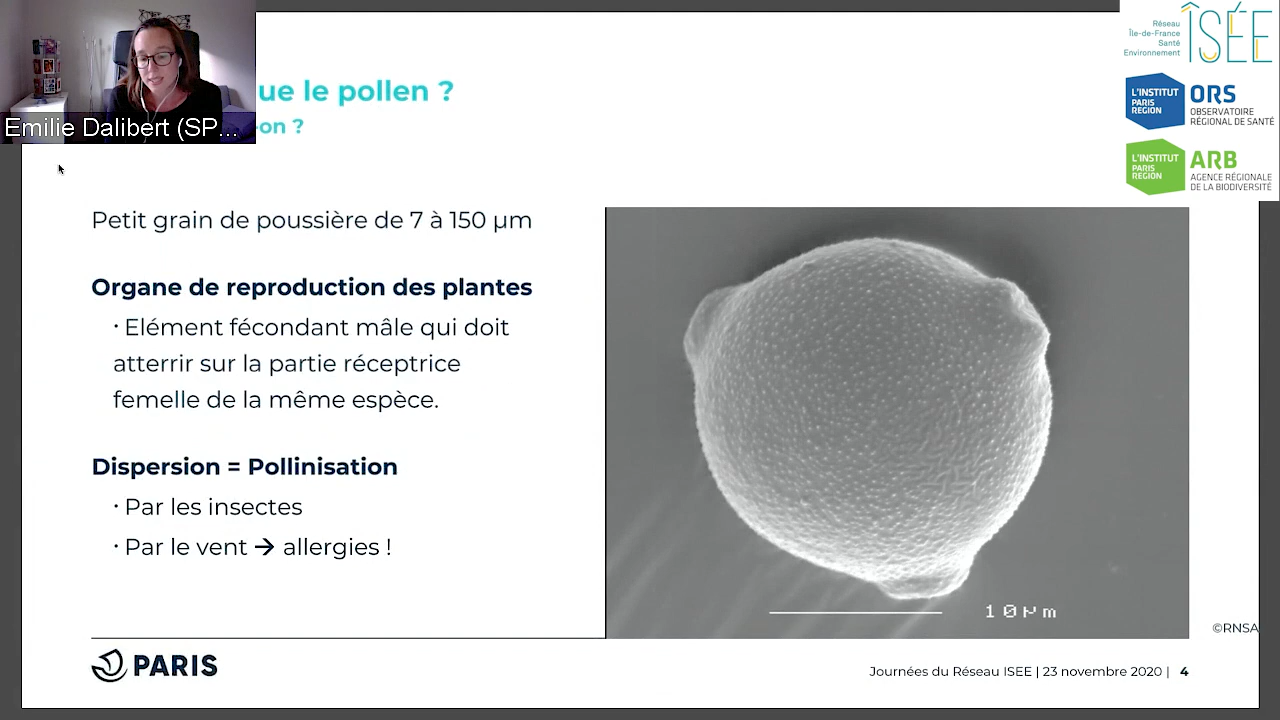 Réseau
Île-de-France
Santé
Environnement
ÎSÉE
L'INSTITUT
PARIS
REGION
ORS
OBSERVATOIRE
RÉGIONAL DE SANTÉ
L'INSTITUT
PARIS
REGION
ARB
AGENCE RÉGIONALE
DE LA BIODIVERSITÉ
Emilie Dalibert (SP...
ue le pollen ?
-on ?
Petit grain de poussière de 7 à 150 µm
Organe de reproduction des plantes
· Elément fécondant mâle qui doit
atterrir sur la partie réceptrice
femelle de la même espèce.
Dispersion = Pollinisation
· Par les insectes
· Par le vent → allergies !
10µm
©RNSA
PARIS
Journées du Réseau ISEE | 23 novembre 2020 | 4